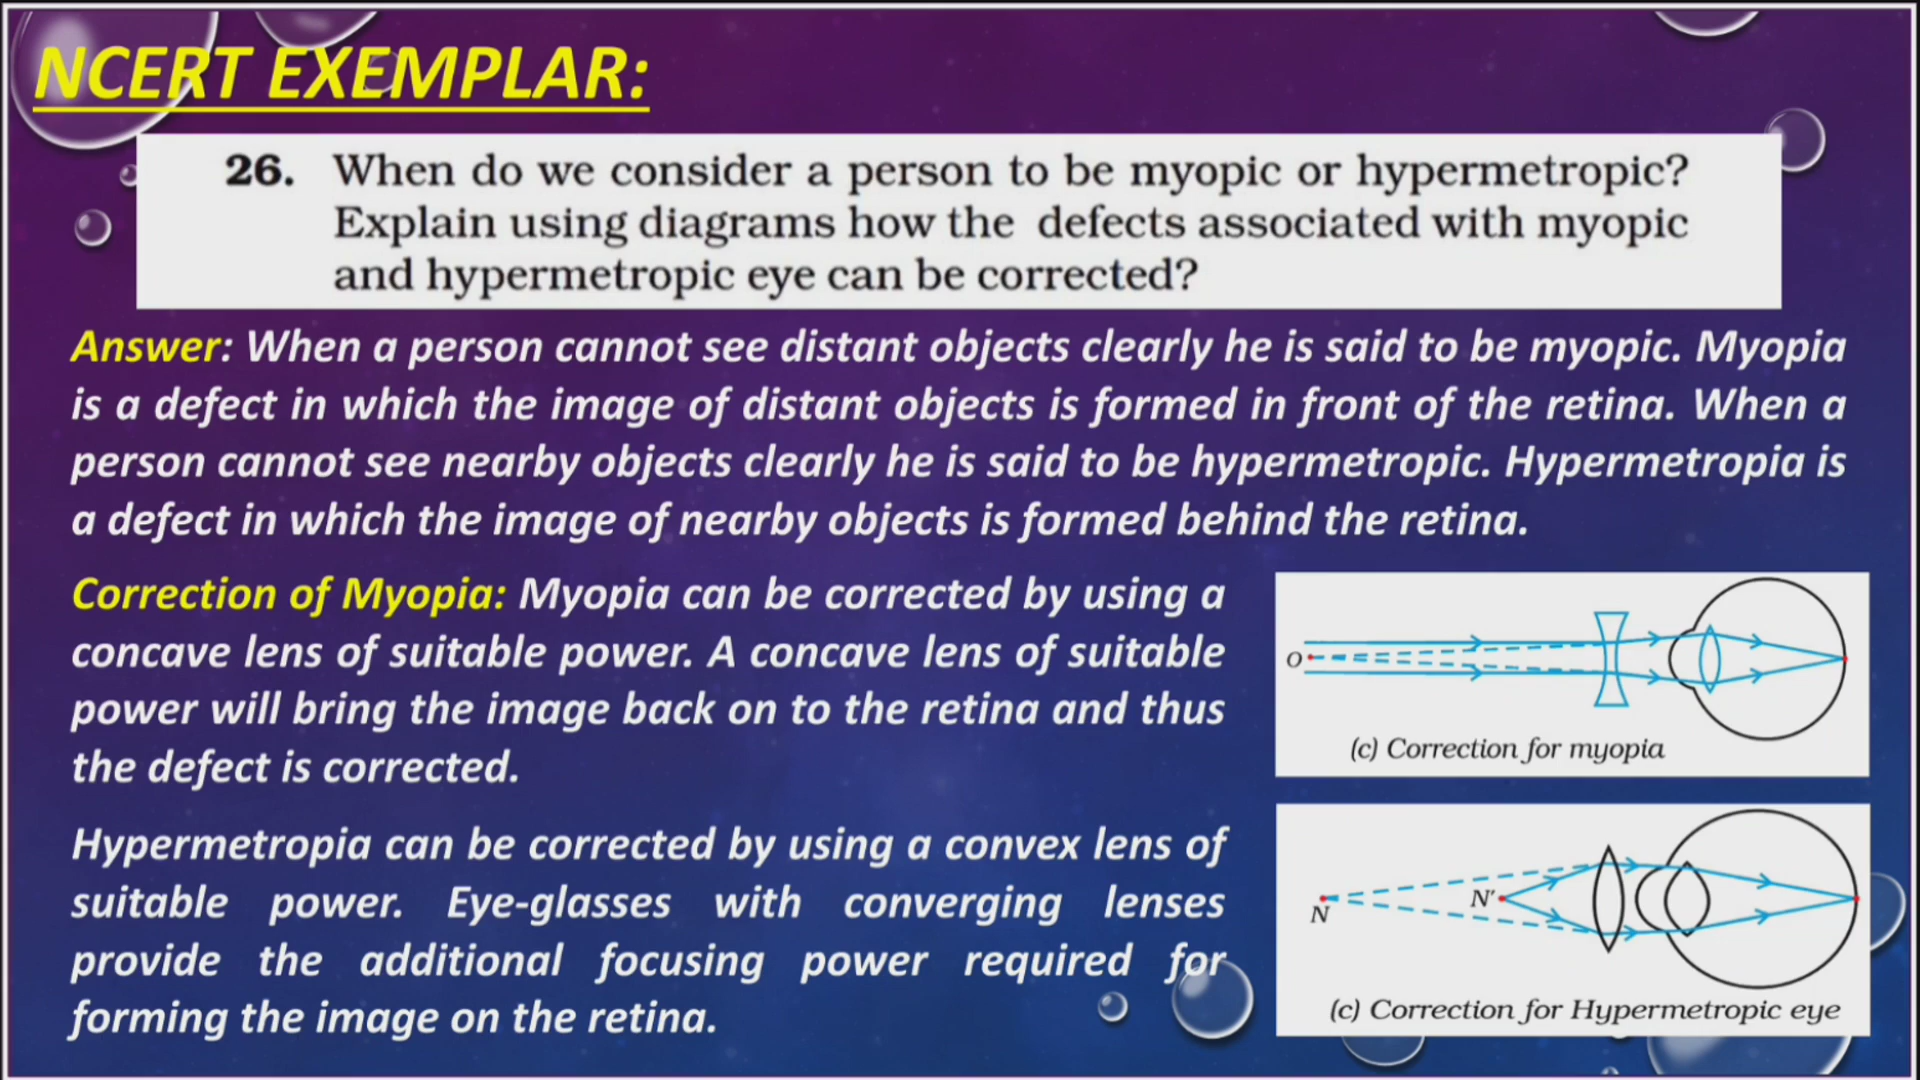 NCERT EXEMPLAR:
26. When do we consider a person to be myopic or hypermetropic?
Explain using diagrams how the defects associated with myopic
and hypermetropic eye can be corrected?
Answer: When a person cannot see distant objects clearly he is said to be myopic. Myopia
is a defect in which the image of distant objects is formed in front of the retina. When a
person cannot see nearby objects clearly he is said to be hypermetropic. Hypermetropia is
a defect in which the image of nearby objects is formed behind the retina.
Correction of Myopia: Myopia can be corrected by using a
concave lens of suitable power. A concave lens of suitable
power will bring the image back on to the retina and thus
the defect is corrected.
O
(c) Correction for myopia
Hypermetropia can be corrected by using a convex lens of
suitable power. Eye-glasses with converging lenses
provide the additional focusing power required for
forming the image on the retina.
N
N'
(c) Correction for Hypermetropic eye